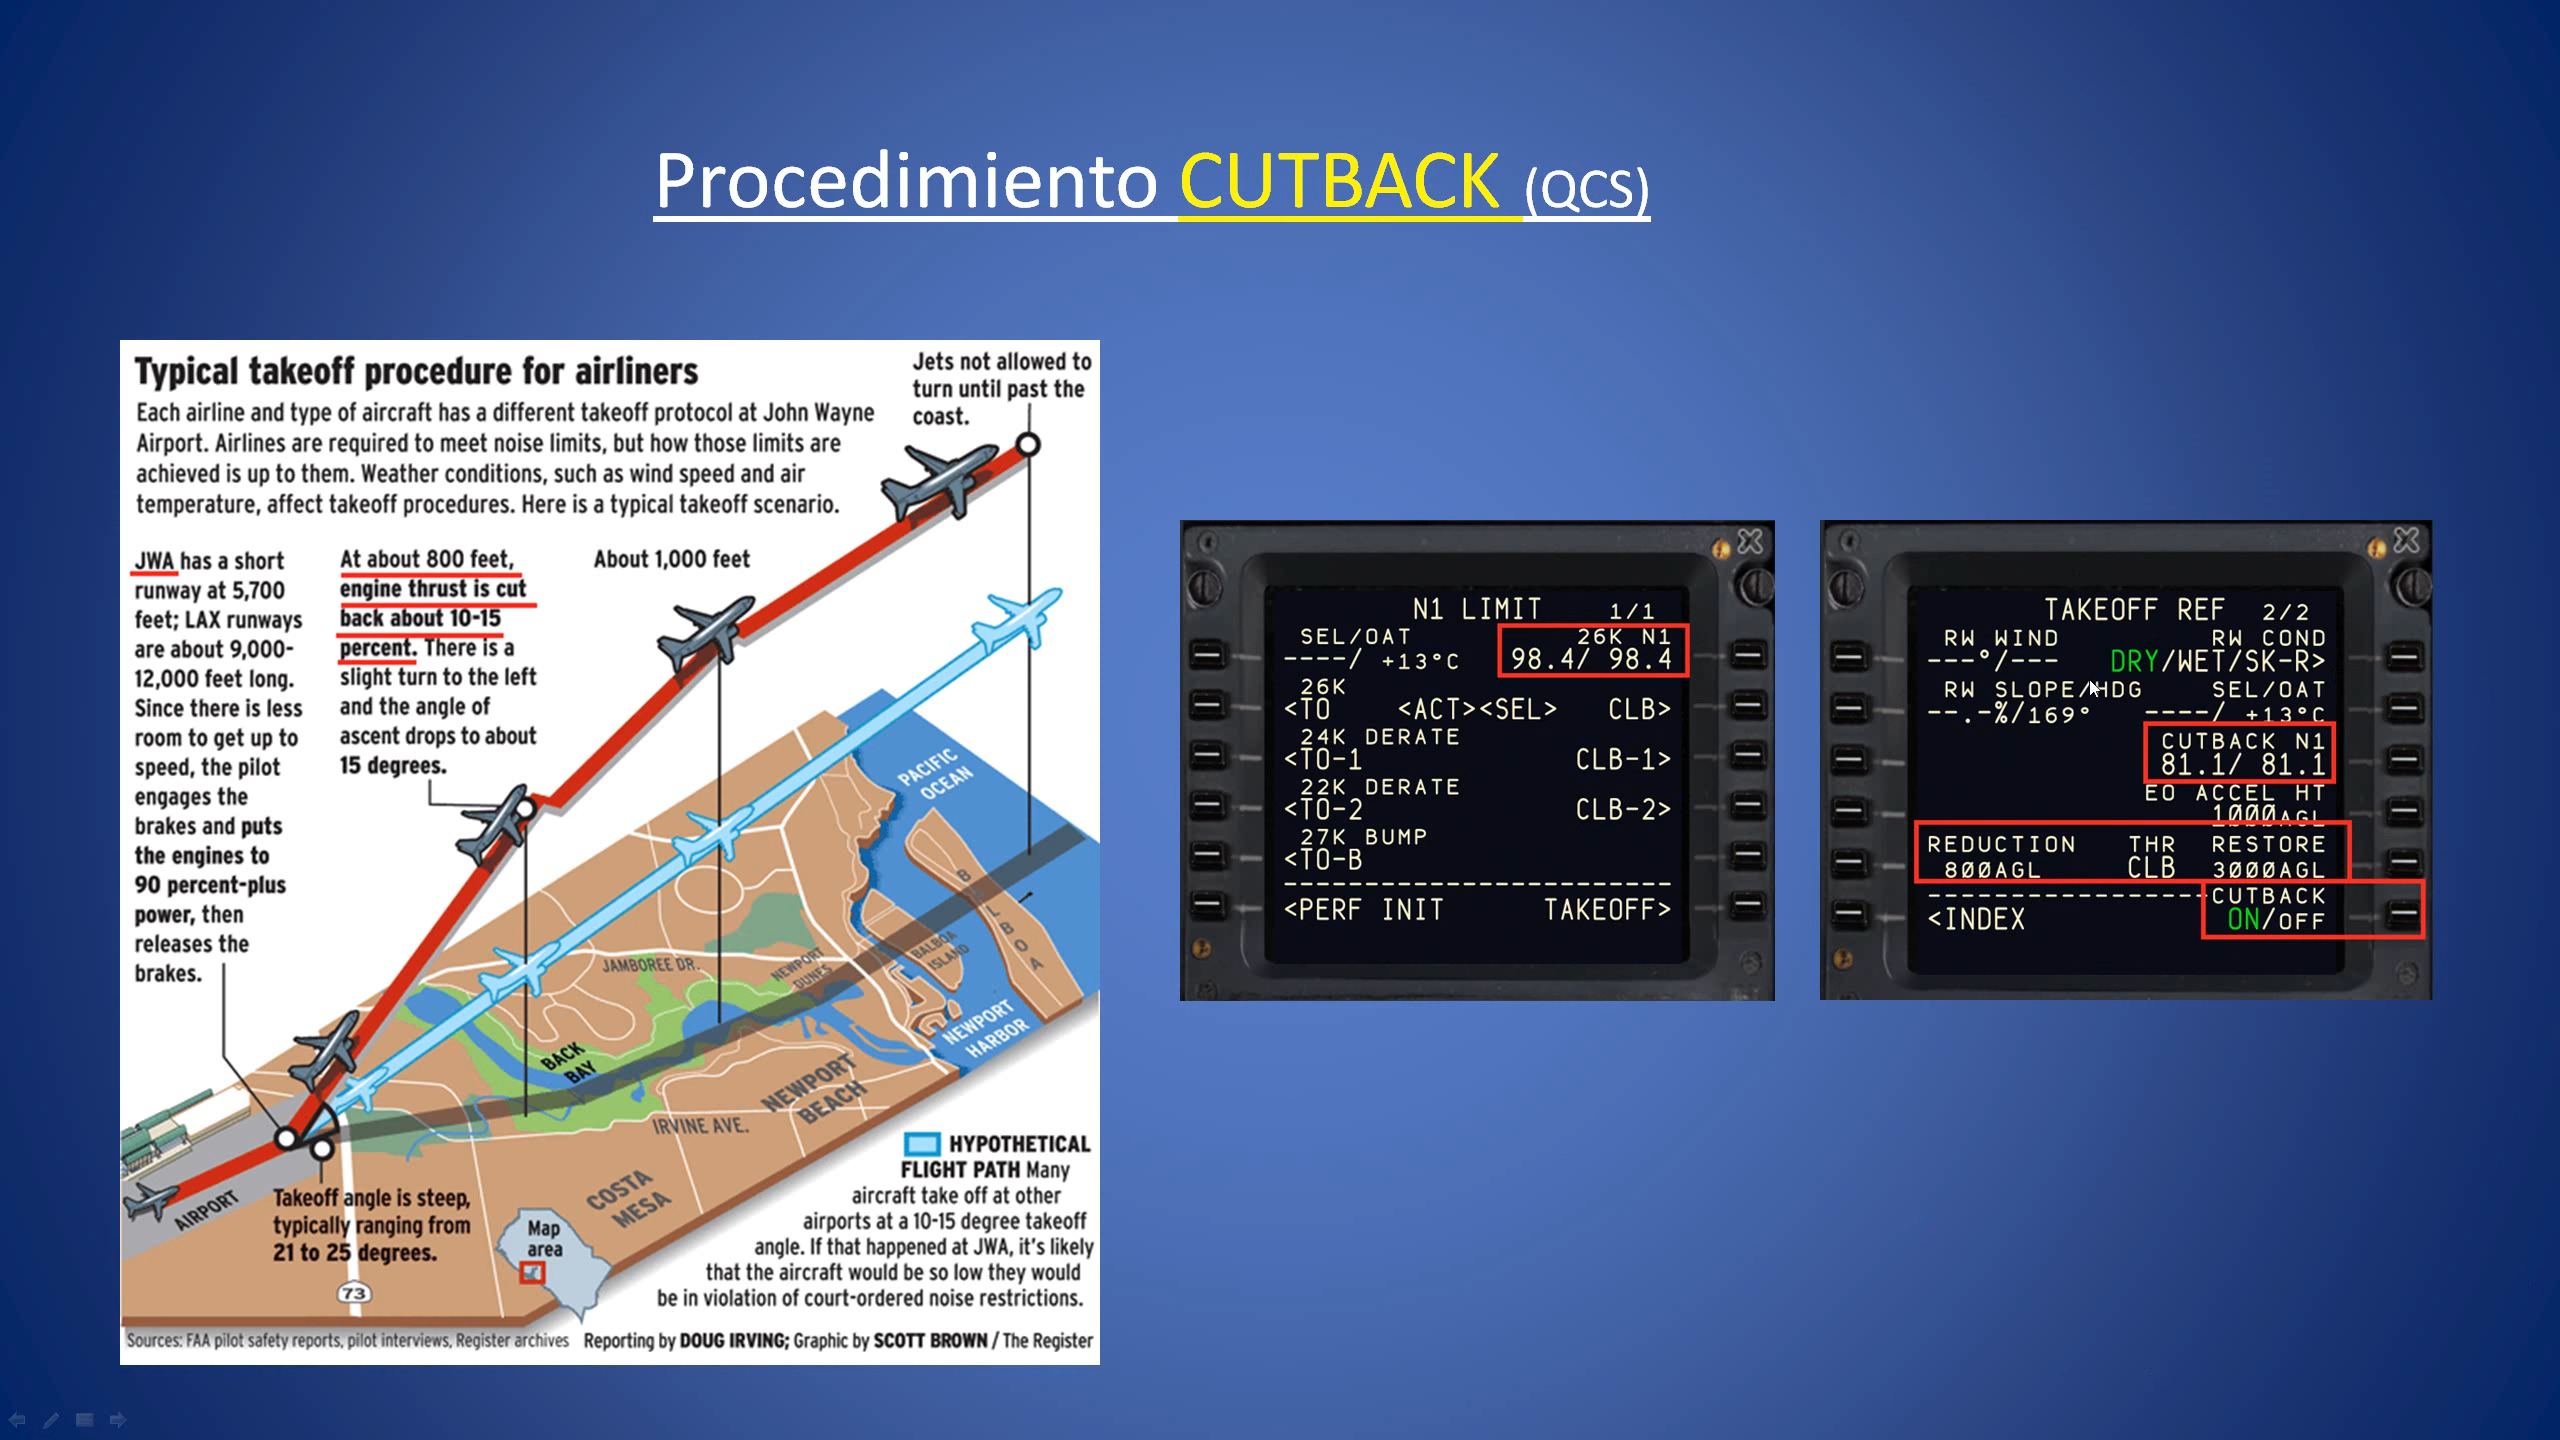 Procedimiento CUTBACK (QCS)
Typical takeoff procedure for airliners
Each airline and type of aircraft has a different takeoff protocol at John Wayne
Airport. Airlines are required to meet noise limits, but how those limits are
achieved is up to them. Weather conditions, such as wind speed and air
temperature, affect takeoff procedures. Here is a typical takeoff scenario.
Jets not allowed to
turn until past the
coast.
JWA has a short
runway at 5,700
feet; LAX runways
are about 9,000-
12,000 feet long.
Since there is less
room to get up to
speed, the pilot
engages the
brakes and puts
the engines to
90 percent-plus
power, then
releases the
brakes.
At about 800 feet,
engine thrust is cut
back about 10-15
percent. There is a
slight turn to the left
and the angle of
ascent drops to about
15 degrees.
About 1,000 feet
PACIFIC
OCEAN
BALBOA
BALBOA
ISLAND
NEWPORT
DUNES
JAMBOREE DR.
NEWPORT
HARBOR
BACK
BAY
NEWPORT
BEACH
IRVINE AVE.
COSTA
MESA
AIRPORT
73
Takeoff angle is steep,
typically ranging from
21 to 25 degrees.
Map
area
HYPOTHETICAL
FLIGHT PATH Many
aircraft take off at other
airports at a 10-15 degree takeoff
angle. If that happened at JWA, it's likely
that the aircraft would be so low they would
be in violation of court-ordered noise restrictions.
Sources: FAA pilot safety reports, pilot interviews, Register archives
Reporting by DOUG IRVING; Graphic by SCOTT BROWN / The Register
N1 LIMIT 1/1
SEL/OAT 26K N1
----/ +13°C 98.4/ 98.4
26K
<TO <ACT><SEL> CLB>
24K DERATE
<TO-1 CLB-1>
22K DERATE
<TO-2 CLB-2>
27K BUMP
<TO-B
<PERF INIT TAKEOFF>
TAKEOFF REF 2/2
RW WIND RW COND
---°/--- DRY/WET/SK-R>
RW SLOPE/HDG SEL/OAT
--.-%/169° ----/ +13°C
CUTBACK N1
81.1/ 81.1
EO ACCEL HT
1000AGL
REDUCTION THR RESTORE
800AGL CLB 3000AGL
CUTBACK
<INDEX ON/OFF